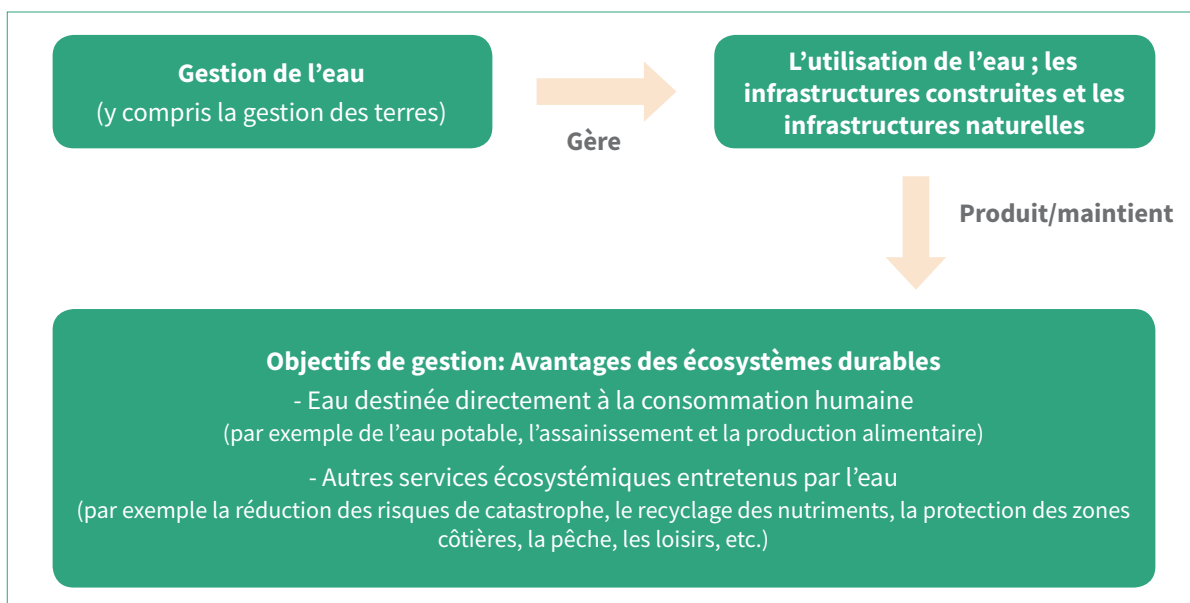 Gestion de l’eau
(y compris la gestion des terres)
Gère
L’utilisation de l’eau ; les
infrastructures construites et les
infrastructures naturelles
Produit/maintient
Objectifs de gestion: Avantages des écosystèmes durables
- Eau destinée directement à la consommation humaine
(par exemple de l’eau potable, l’assainissement et la production alimentaire)
- Autres services écosystémiques entretenus par l’eau
(par exemple la réduction des risques de catastrophe, le recyclage des nutriments, la protection des zones
côtières, la pêche, les loisirs, etc.)